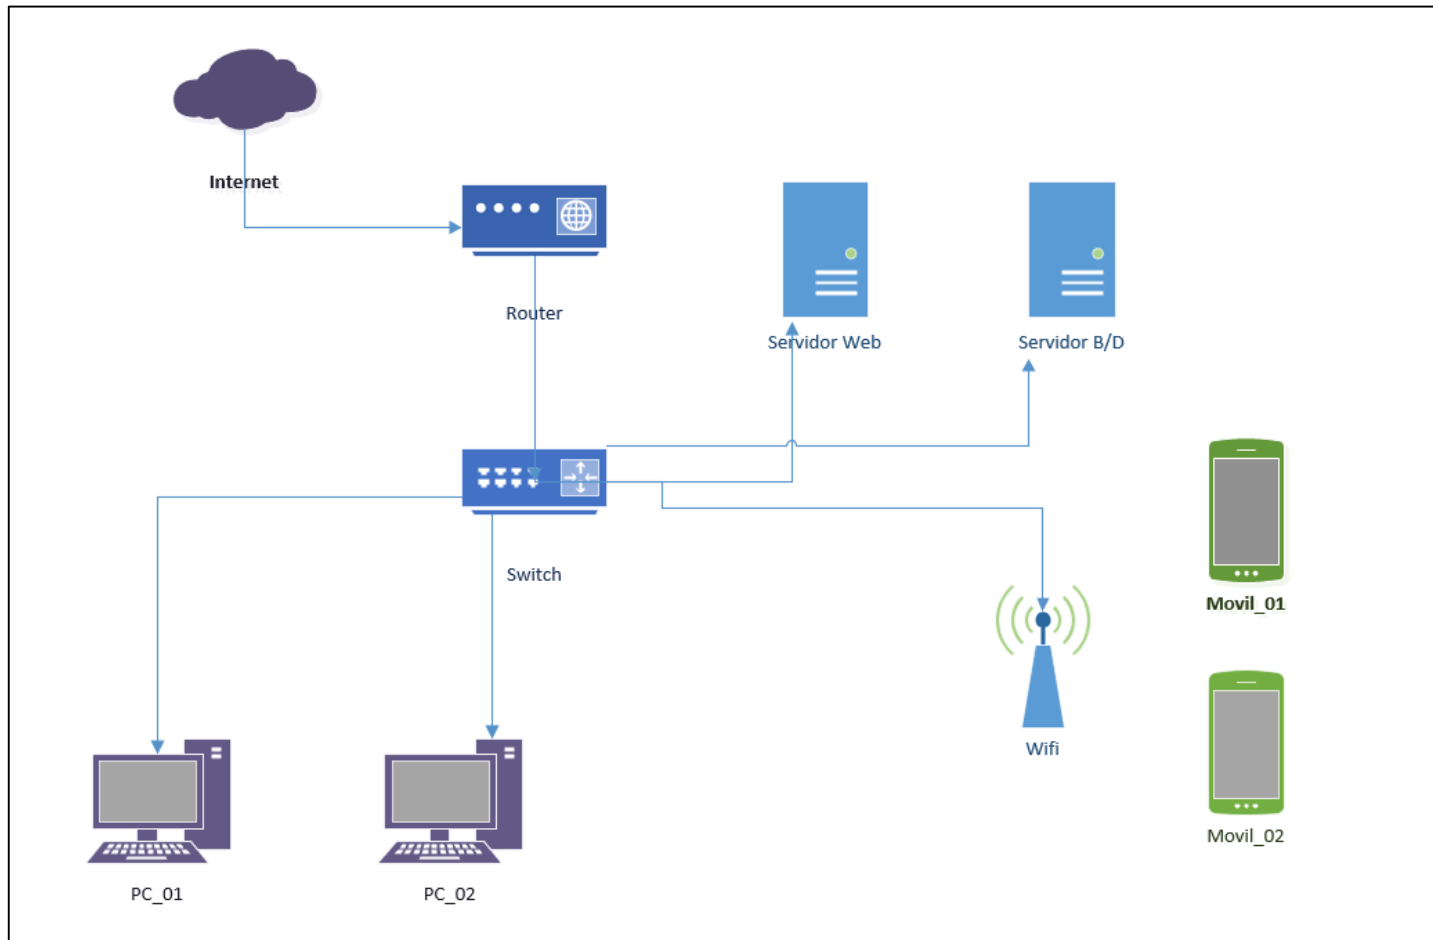 Internet
Router
Servidor Web
Servidor B/D
Switch
Movil_01
Wifi
Movil_02
PC_01
PC_02